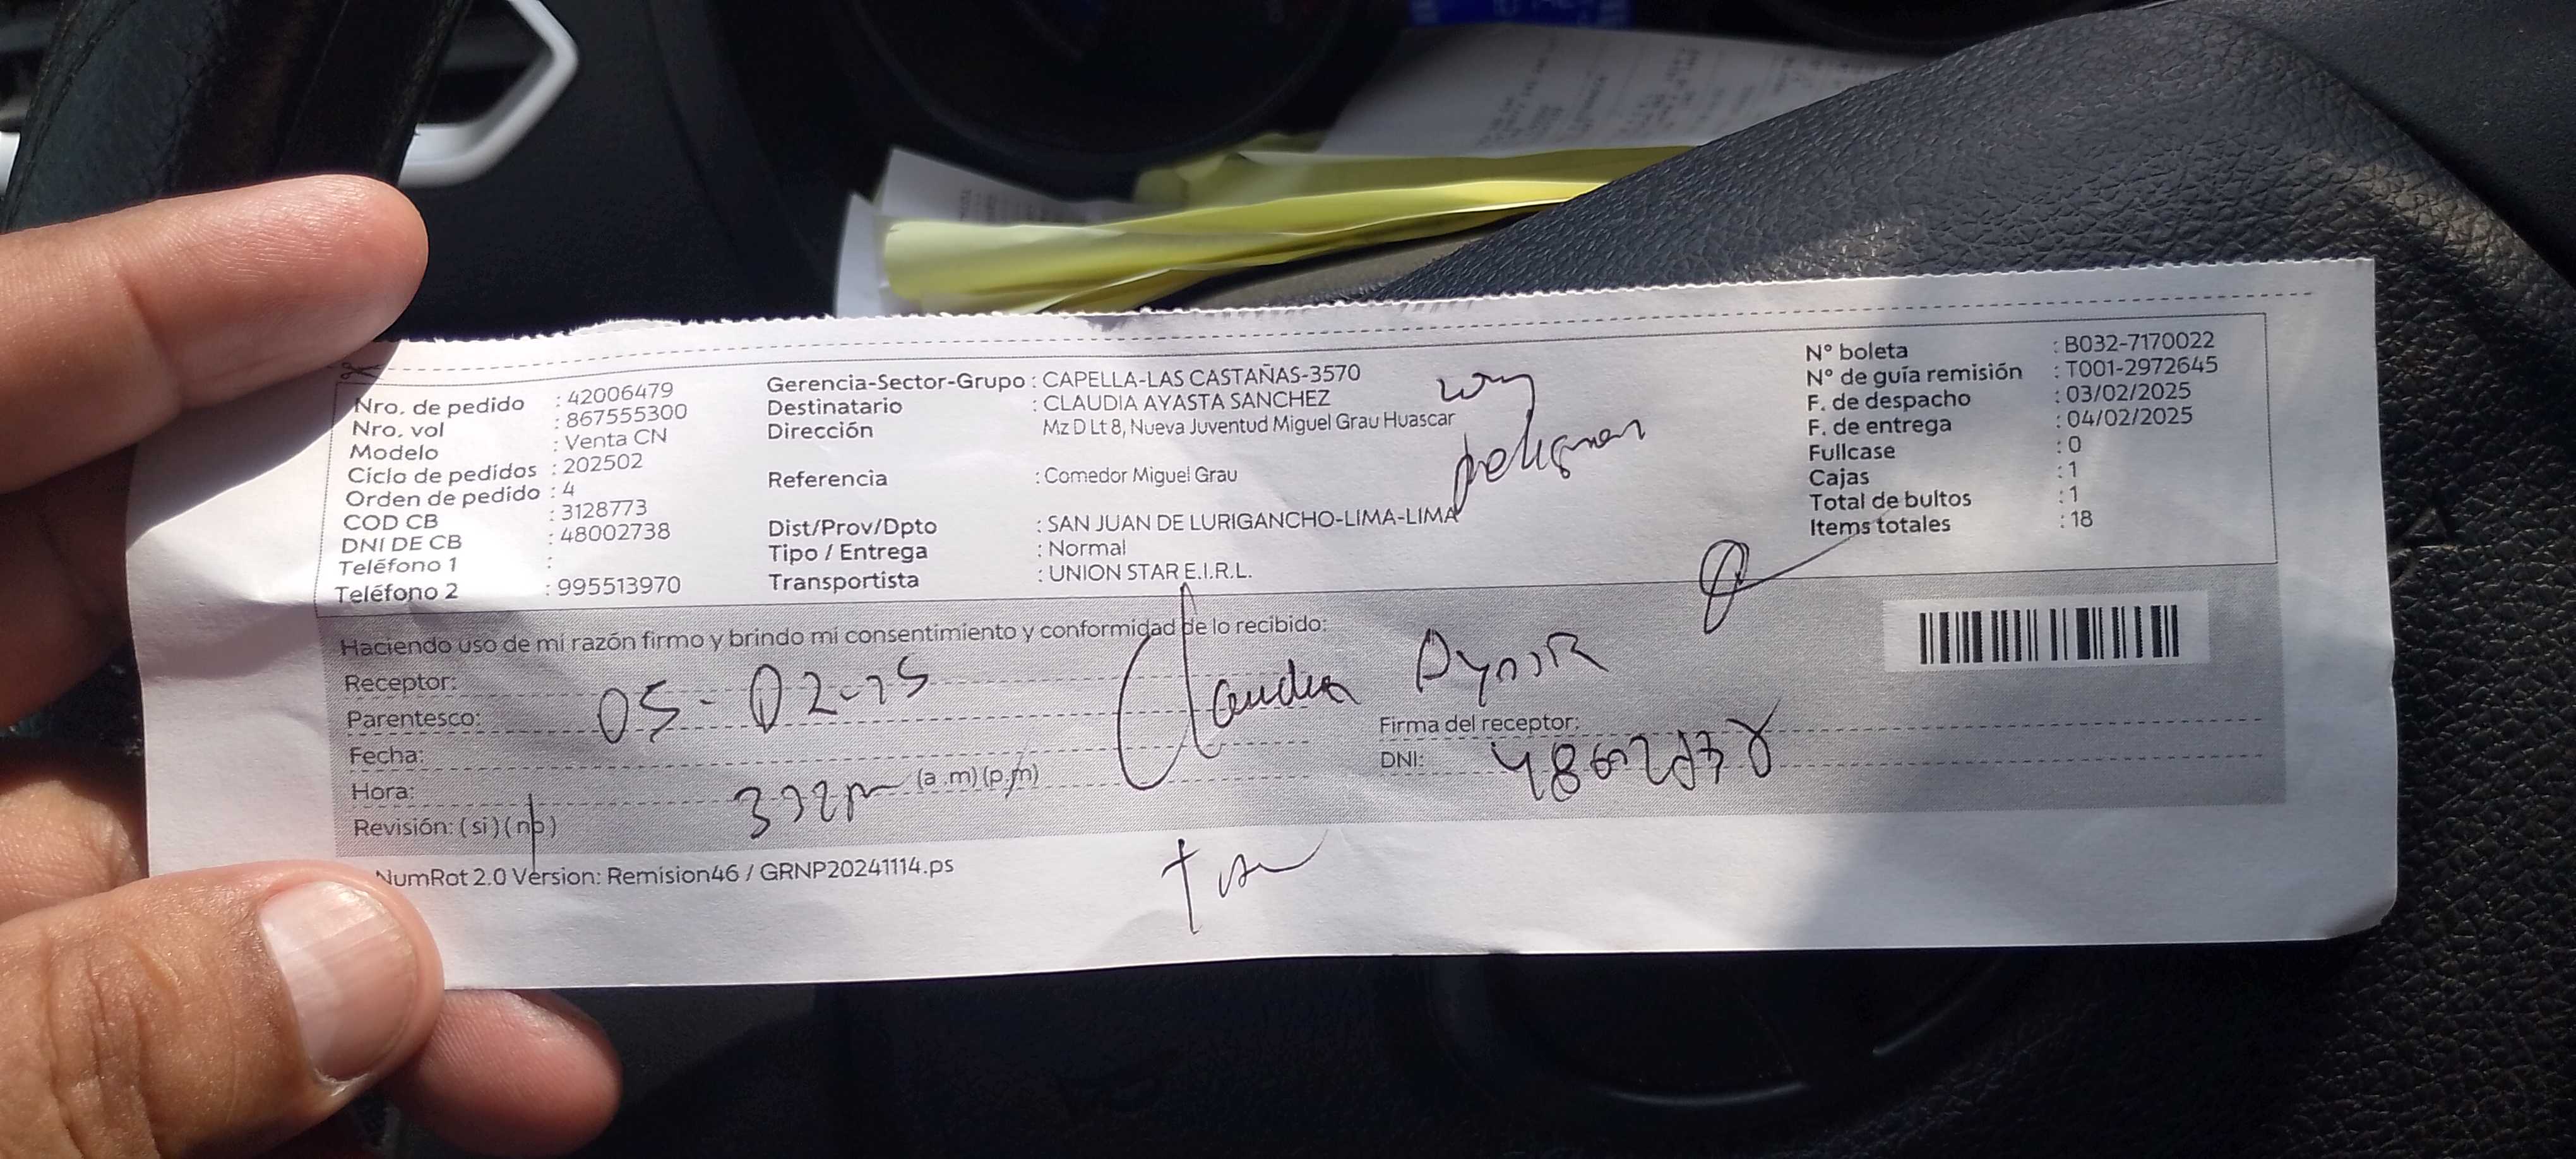 Nro. de pedido : 42006479
Nro. vol : 867555300
Modelo : Venta CN
Ciclo de pedidos : 202502
Orden de pedido : 4
COD CB : 3128773
DNI DE CB : 48002738
Teléfono 1 :
Teléfono 2 : 995513970
Gerencia-Sector-Grupo : CAPELLA-LAS CASTAÑAS-3570
Destinatario : CLAUDIA AYASTA SANCHEZ
Dirección Mz D Lt 8, Nueva Juventud Miguel Grau Huascar
Referencia : Comedor Miguel Grau
Dist/Prov/Dpto : SAN JUAN DE LURIGANCHO-LIMA-LIMA
Tipo / Entrega : Normal
Transportista : UNION STAR E.I.R.L.
N° boleta : B032-7170022
N° de guía remisión : T001-2972645
F. de despacho : 03/02/2025
F. de entrega : 04/02/2025
Fullcase : 0
Cajas : 1
Total de bultos : 1
Items totales : 18
Haciendo uso de mi razón firmo y brindo mi consentimiento y conformidad de lo recibido:
Receptor:
Parentesco: 05-02-25
Claudia Ayasta
Fecha:
Hora: 332pm (a.m) (p.m)
Revisión: (si) (no)
Firma del receptor:
DNI: 48002738
NumRot 2.0 Version: Remision46 / GRNP20241114.ps